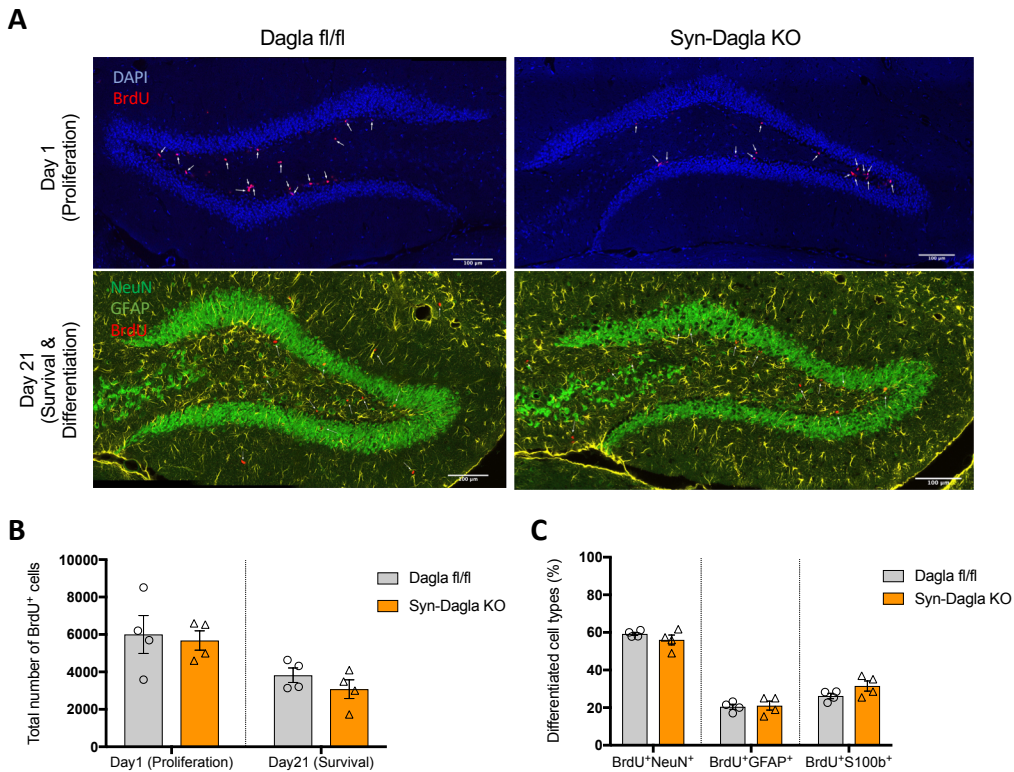 A
Dagla fl/fl
Syn-Dagla KO
Day 1
(Proliferation)
DAPI
BrdU
100 µm
100 µm
Day 21
(Survival &
Differentiation)
NeuN
GFAP
BrdU
100 µm
100 µm
B
Total number of BrdU⁺ cells
10000
8000
6000
4000
2000
0
Day1 (Proliferation)
Day21 (Survival)
Dagla fl/fl
Syn-Dagla KO
C
Differentiated cell types (%)
100
80
60
40
20
0
BrdU⁺NeuN⁺
BrdU⁺GFAP⁺
BrdU⁺S100b⁺
Dagla fl/fl
Syn-Dagla KO